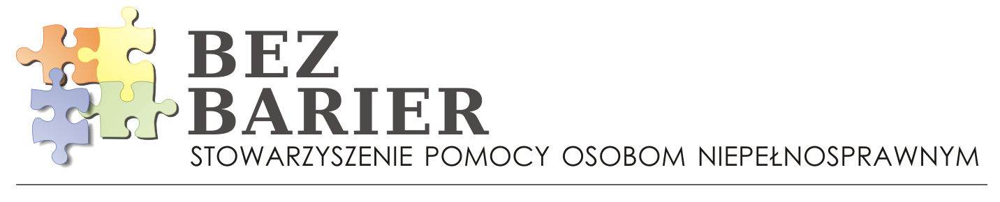 BEZ
BARIER
STOWARZYSZENIE POMOCY OSOBOM NIEPEŁNOSPRAWNYM